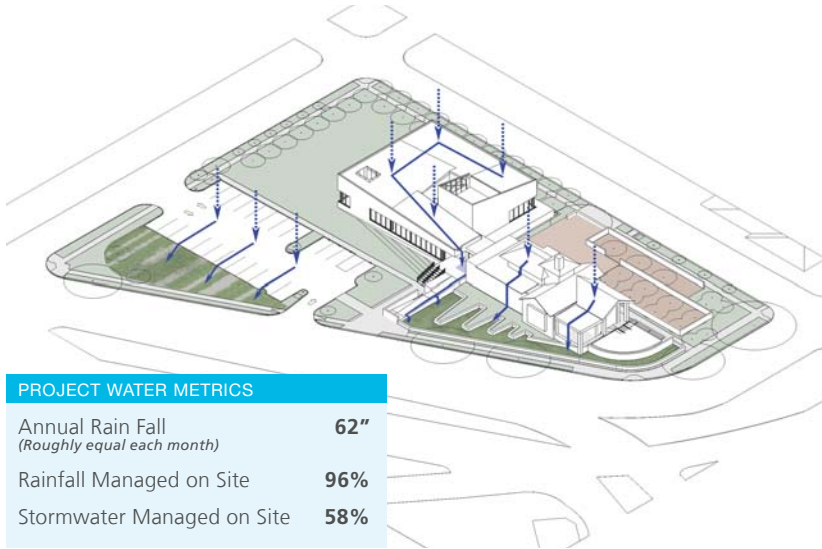 PROJECT WATER METRICS
Annual Rain Fall 62”
(Roughly equal each month)
Rainfall Managed on Site 96%
Stormwater Managed on Site 58%